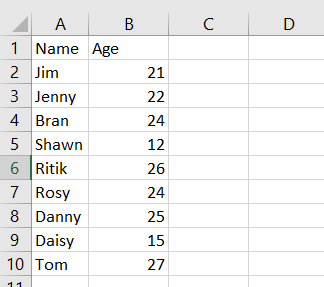 A B C D
1 Name Age
2 Jim 21
3 Jenny 22
4 Bran 24
5 Shawn 12
6 Ritik 26
7 Rosy 24
8 Danny 25
9 Daisy 15
10 Tom 27
11